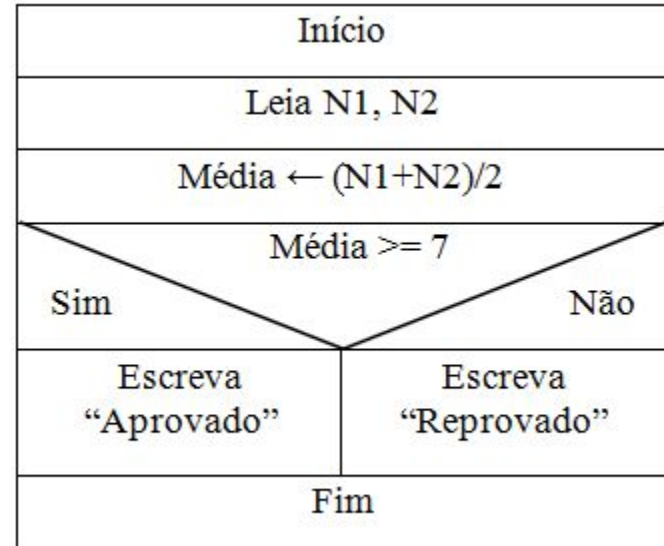 Início
Leia N1, N2
Média ← (N1+N2)/2
Média >= 7
Sim
Não
Escreva
“Aprovado”
Escreva
“Reprovado”
Fim